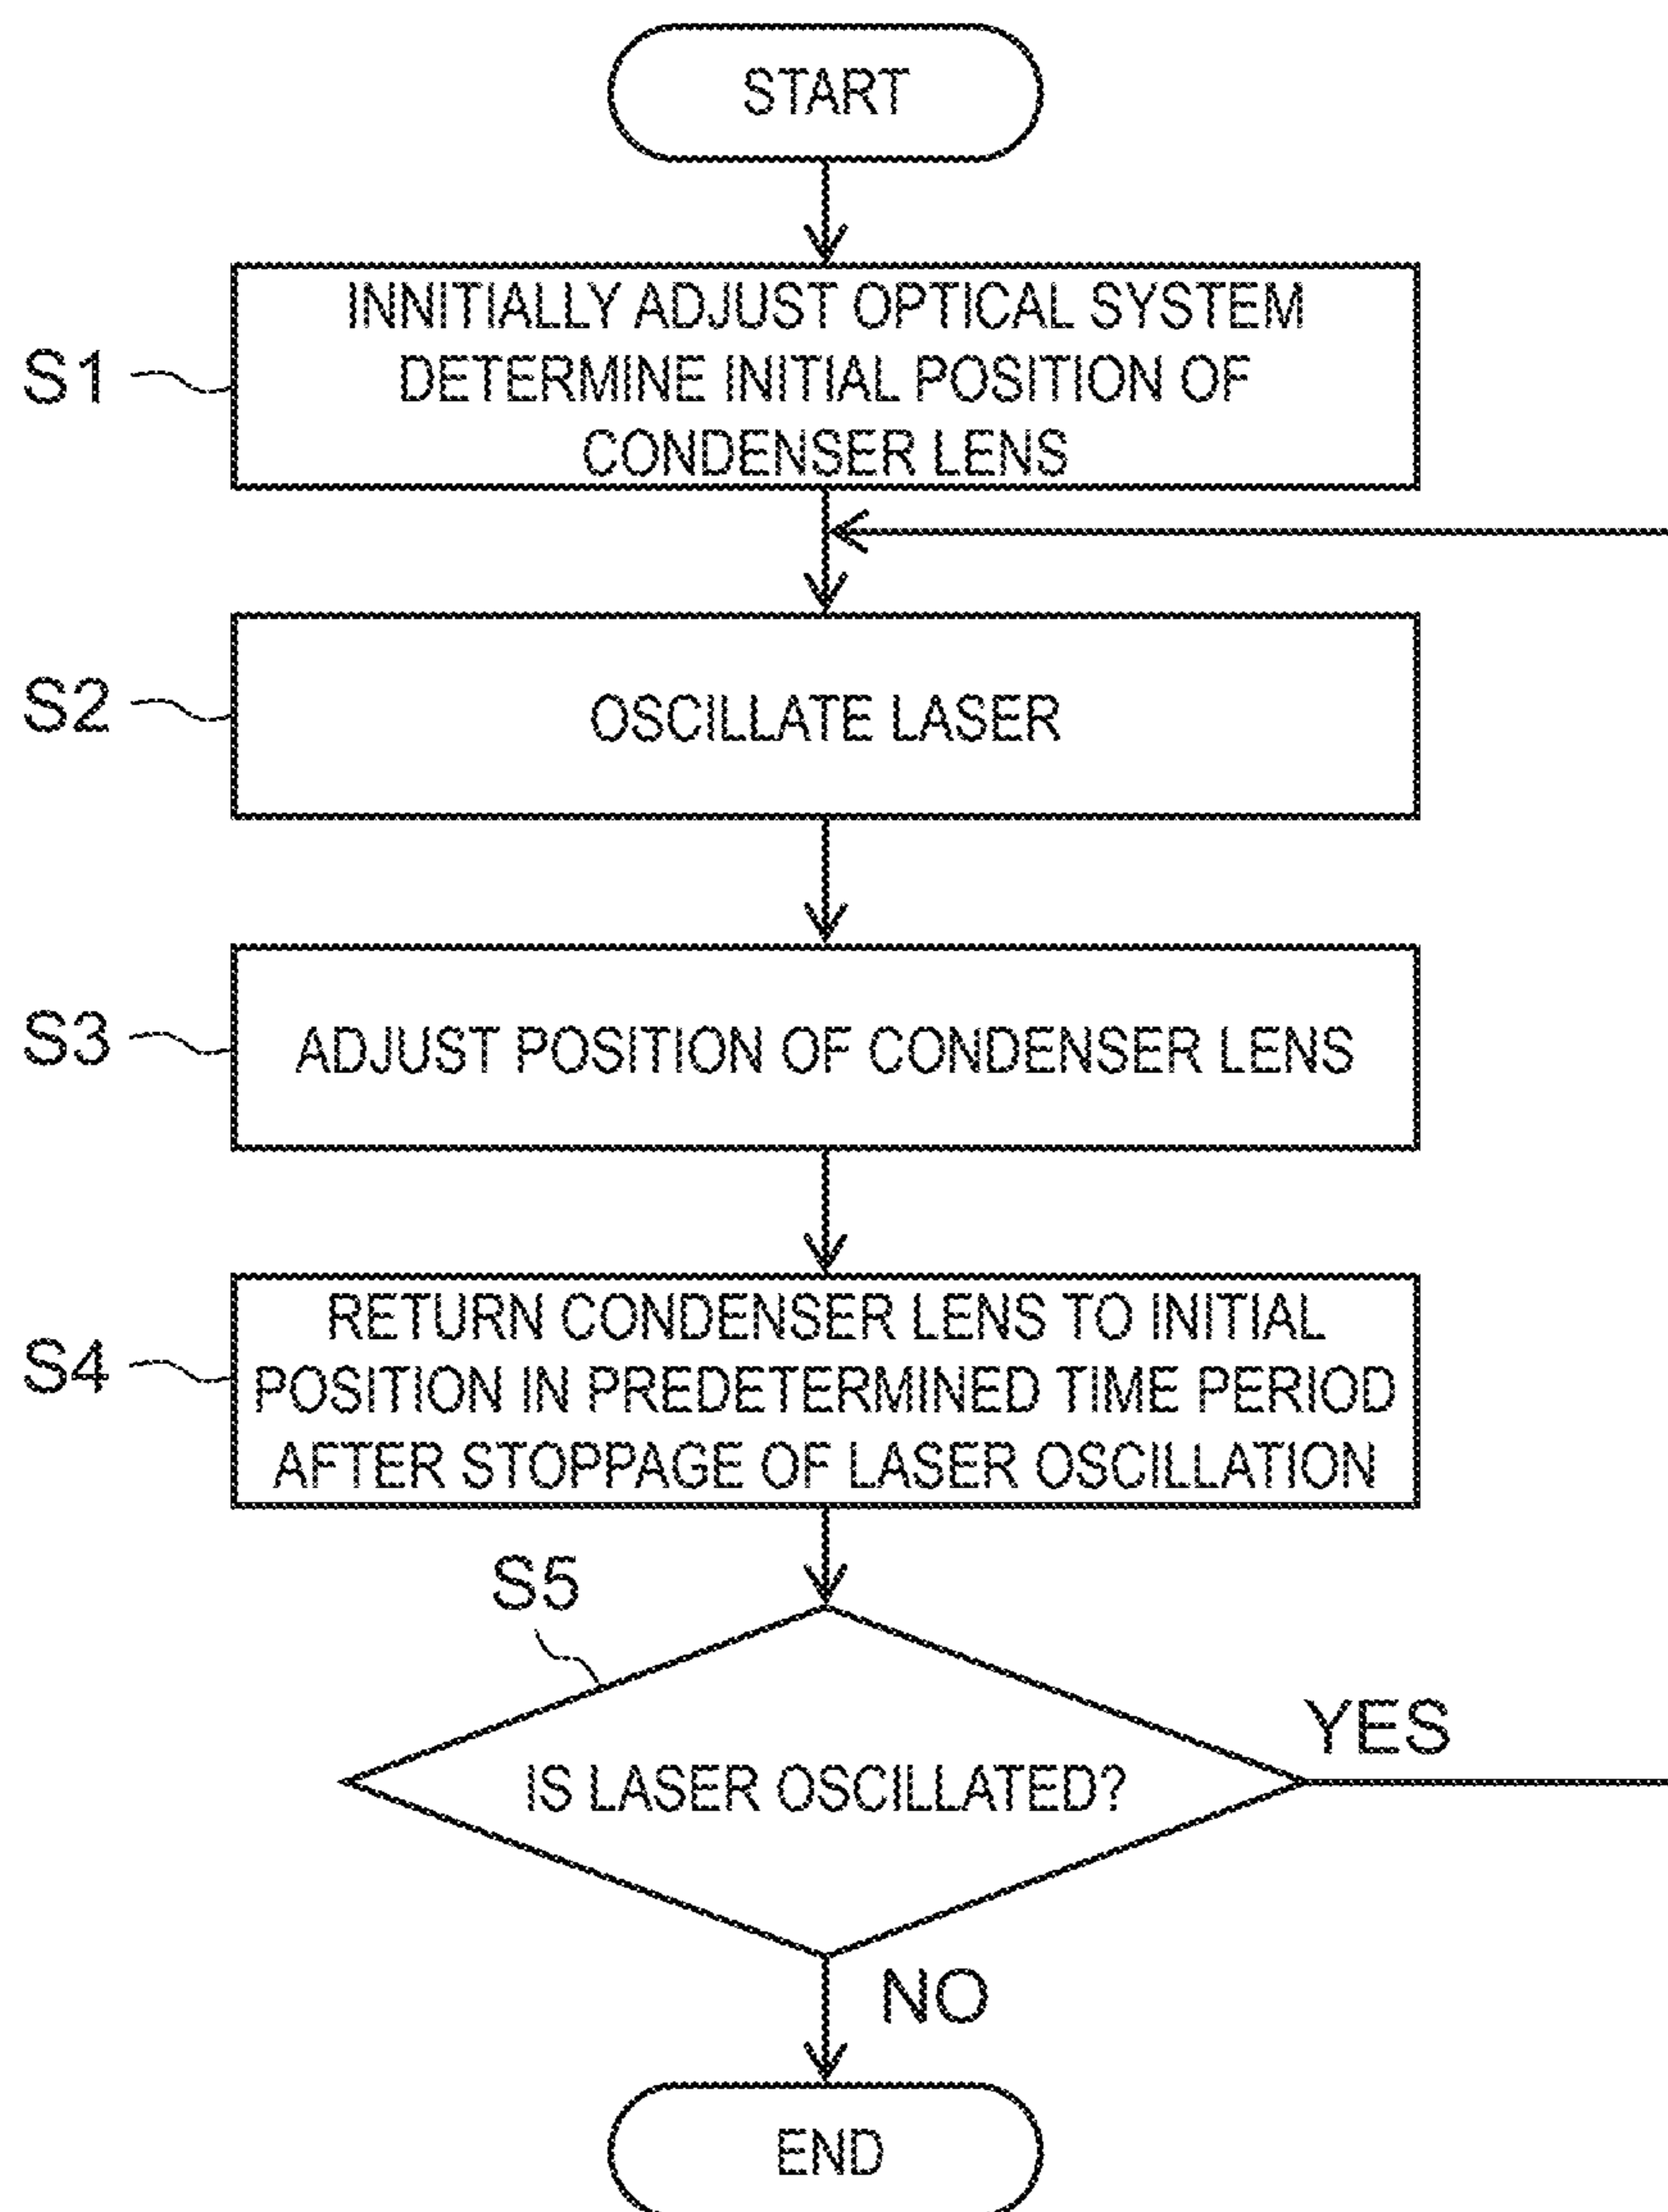 START
S1
INNITIALLY ADJUST OPTICAL SYSTEM
DETERMINE INITIAL POSITION OF
CONDENSER LENS
S2
OSCILLATE LASER
S3
ADJUST POSITION OF CONDENSER LENS
S4
RETURN CONDENSER LENS TO INITIAL
POSITION IN PREDETERMINED TIME PERIOD
AFTER STOPPAGE OF LASER OSCILLATION
S5
IS LASER OSCILLATED?
YES
NO
END